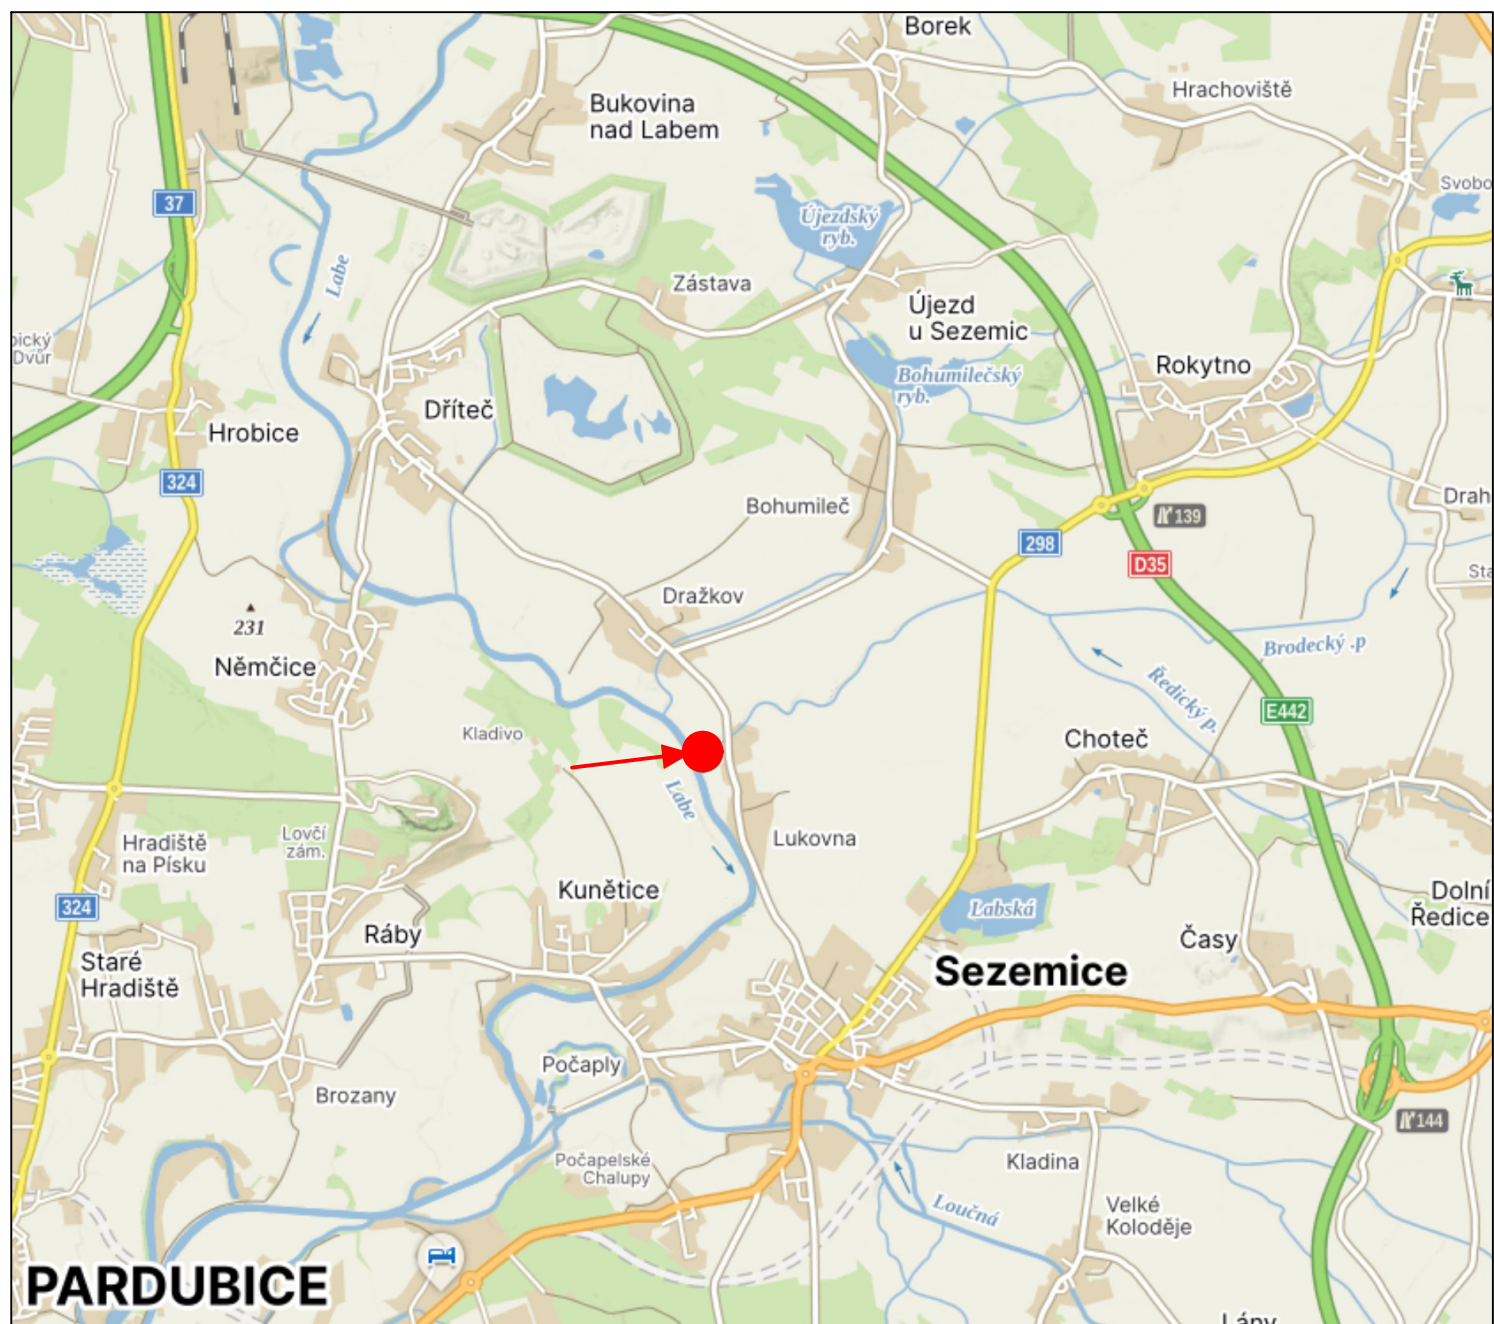 Borek
Hrachoviště
Bukovina
nad Labem
Svobo
37
Újezdský
ryb.
Labe
Zástava
Újezd
u Sezemic
bický
Dvůr
Rokytno
Bohumilečský
ryb.
Dříteč
Hrobice
324
Bohumileč
Drah
139
298
D35
Sta
Dražkov
231
Brodecký .p
Němčice
Ředický p.
E442
Kladivo
Choteč
Labe
Hradiště
na Písku
Lovčí
zám.
Lukovna
Kunětice
Dolní
Ředice
324
Labská
Ráby
Časy
Staré
Hradiště
Sezemice
Počaply
Brozany
144
Počapelské
Chalupy
Kladina
Loučná
Velké
Koloděje
PARDUBICE
Lány